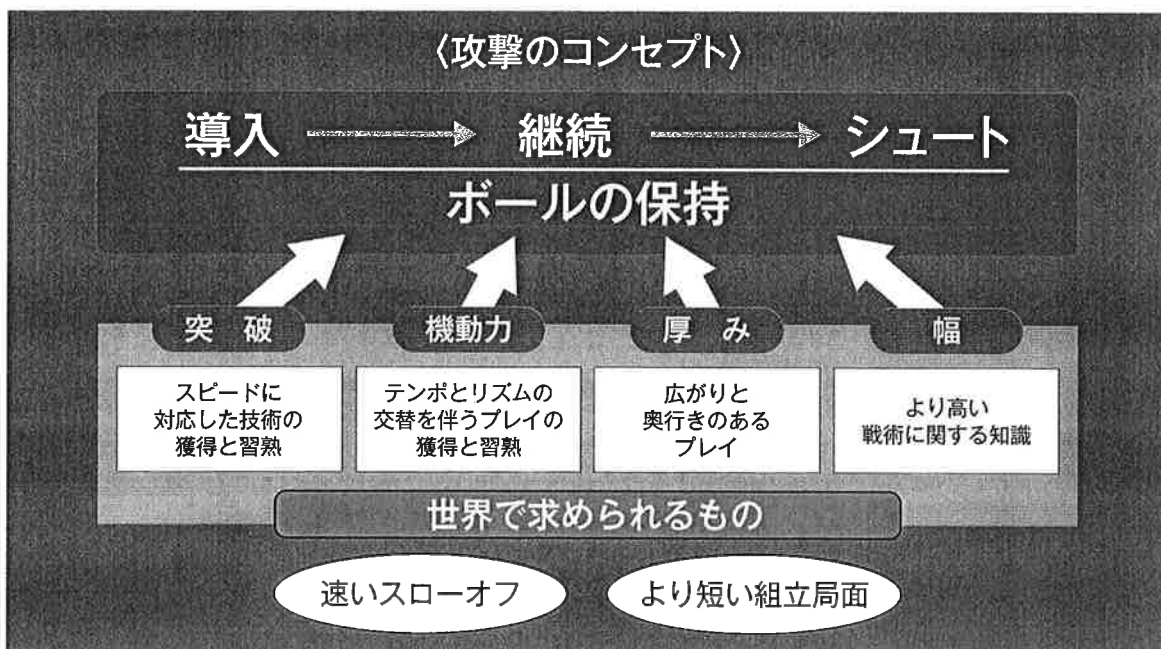 〈攻撃のコンセプト〉
導入 継続 シュート
ボールの保持
突 破 機動力 厚 み 幅
スピードに
対応した技術の
獲得と習熟
テンポとリズムの
交替を伴うプレイの
獲得と習熟
広がりと
奥行きのある
プレイ
より高い
戦術に関する知識
世界で求められるもの
速いスローオフ
より短い組立局面